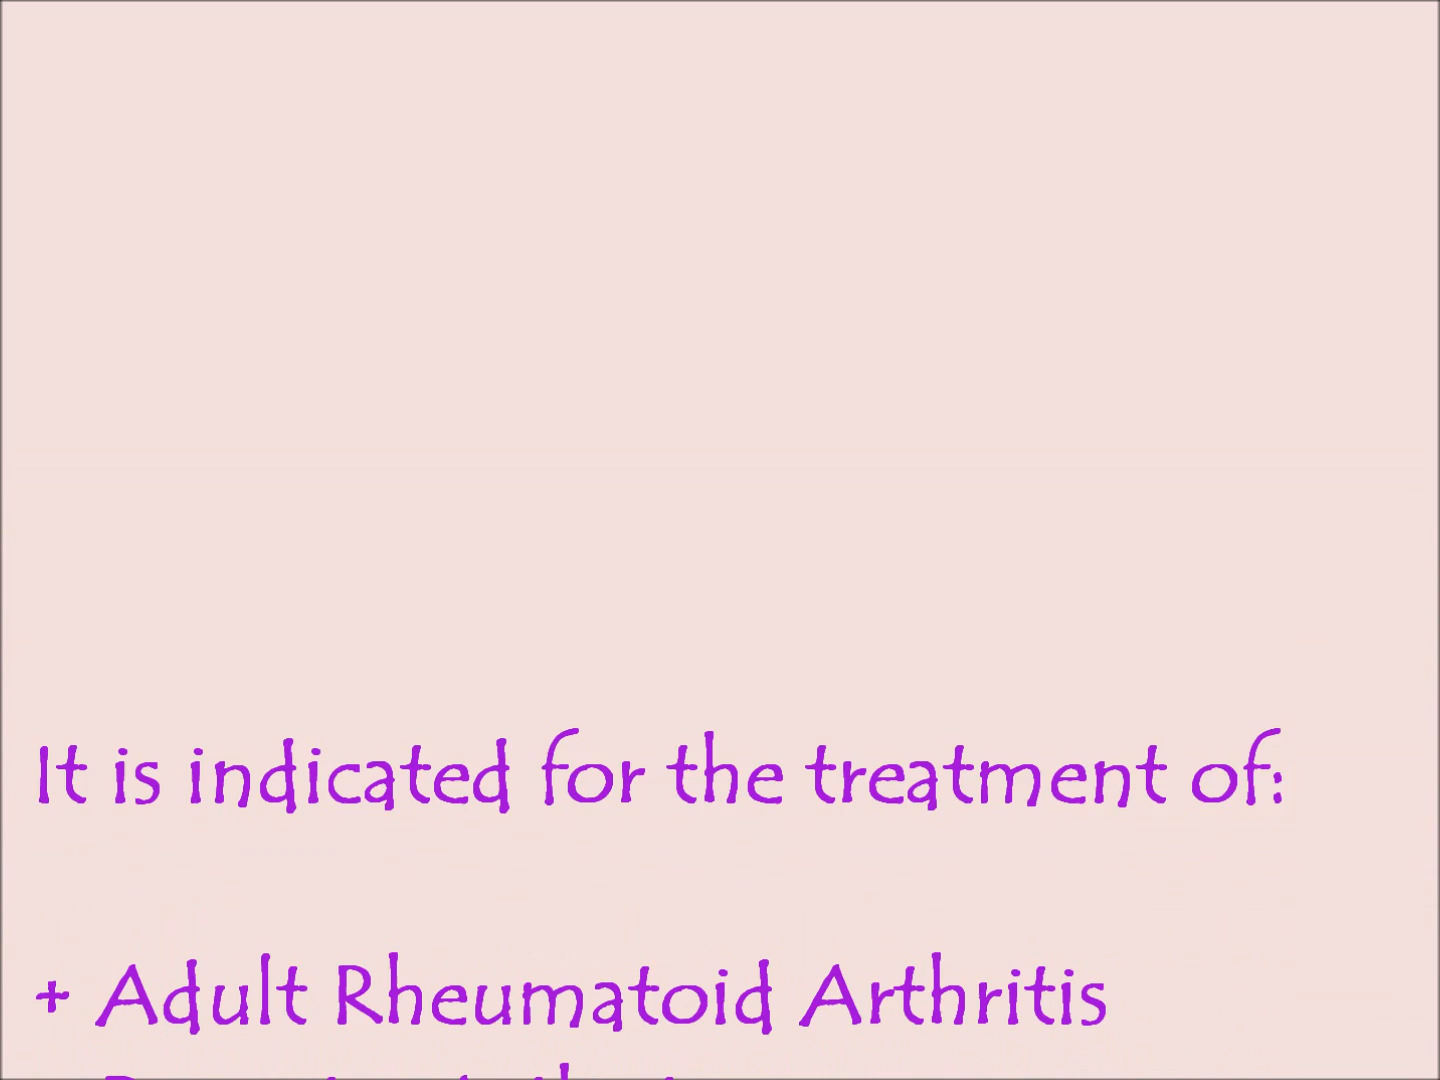 It is indicated for the treatment of:
+ Adult Rheumatoid Arthritis